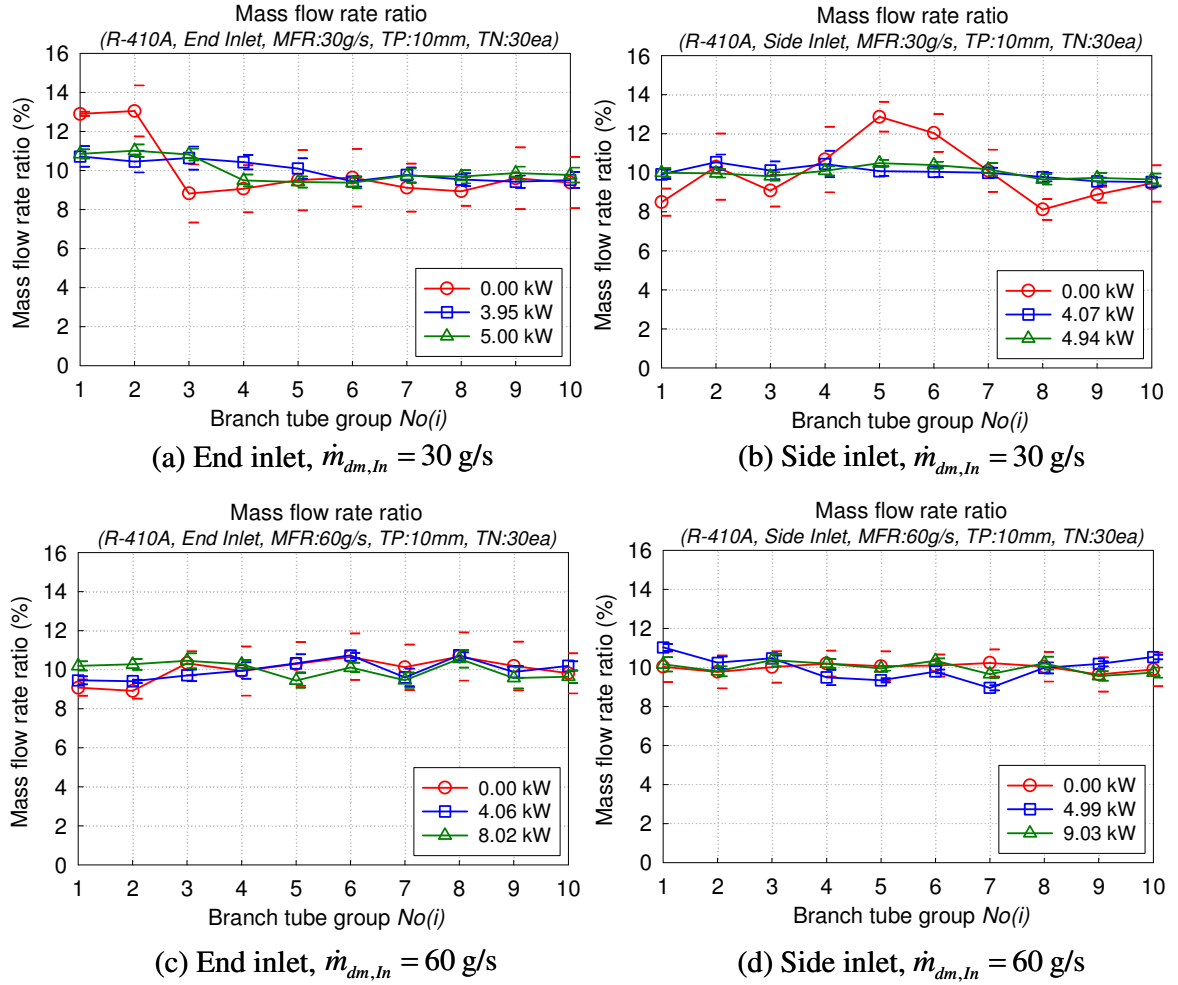 Mass flow rate ratio
(R-410A, End Inlet, MFR:30g/s, TP:10mm, TN:30ea)
Mass flow rate ratio (%)
16
14
12
10
8
6
4
2
0
0.00 kW
3.95 kW
5.00 kW
1 2 3 4 5 6 7 8 9 10
Branch tube group No(i)
(a) End inlet, ṁ_dm,In = 30 g/s
Mass flow rate ratio
(R-410A, Side Inlet, MFR:30g/s, TP:10mm, TN:30ea)
Mass flow rate ratio (%)
16
14
12
10
8
6
4
2
0
0.00 kW
4.07 kW
4.94 kW
1 2 3 4 5 6 7 8 9 10
Branch tube group No(i)
(b) Side inlet, ṁ_dm,In = 30 g/s
Mass flow rate ratio
(R-410A, End Inlet, MFR:60g/s, TP:10mm, TN:30ea)
Mass flow rate ratio (%)
16
14
12
10
8
6
4
2
0
0.00 kW
4.06 kW
8.02 kW
1 2 3 4 5 6 7 8 9 10
Branch tube group No(i)
(c) End inlet, ṁ_dm,In = 60 g/s
Mass flow rate ratio
(R-410A, Side Inlet, MFR:60g/s, TP:10mm, TN:30ea)
Mass flow rate ratio (%)
16
14
12
10
8
6
4
2
0
0.00 kW
4.99 kW
9.03 kW
1 2 3 4 5 6 7 8 9 10
Branch tube group No(i)
(d) Side inlet, ṁ_dm,In = 60 g/s